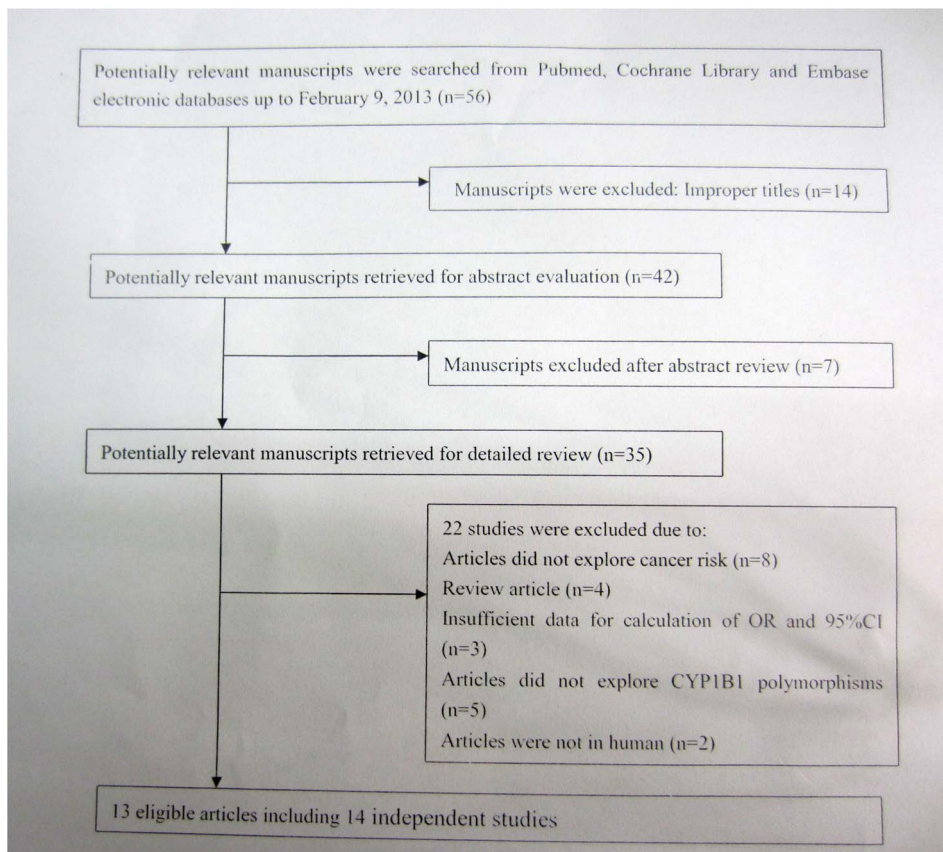 Potentially relevant manuscripts were searched from Pubmed, Cochrane Library and Embase
electronic databases up to February 9, 2013 (n=56)
Manuscripts were excluded: Improper titles (n=14)
Potentially relevant manuscripts retrieved for abstract evaluation (n=42)
Manuscripts excluded after abstract review (n=7)
Potentially relevant manuscripts retrieved for detailed review (n=35)
22 studies were excluded due to:
Articles did not explore cancer risk (n=8)
Review article (n=4)
Insufficient data for calculation of OR and 95%CI
(n=3)
Articles did not explore CYP1B1 polymorphisms
(n=5)
Articles were not in human (n=2)
13 eligible articles including 14 independent studies